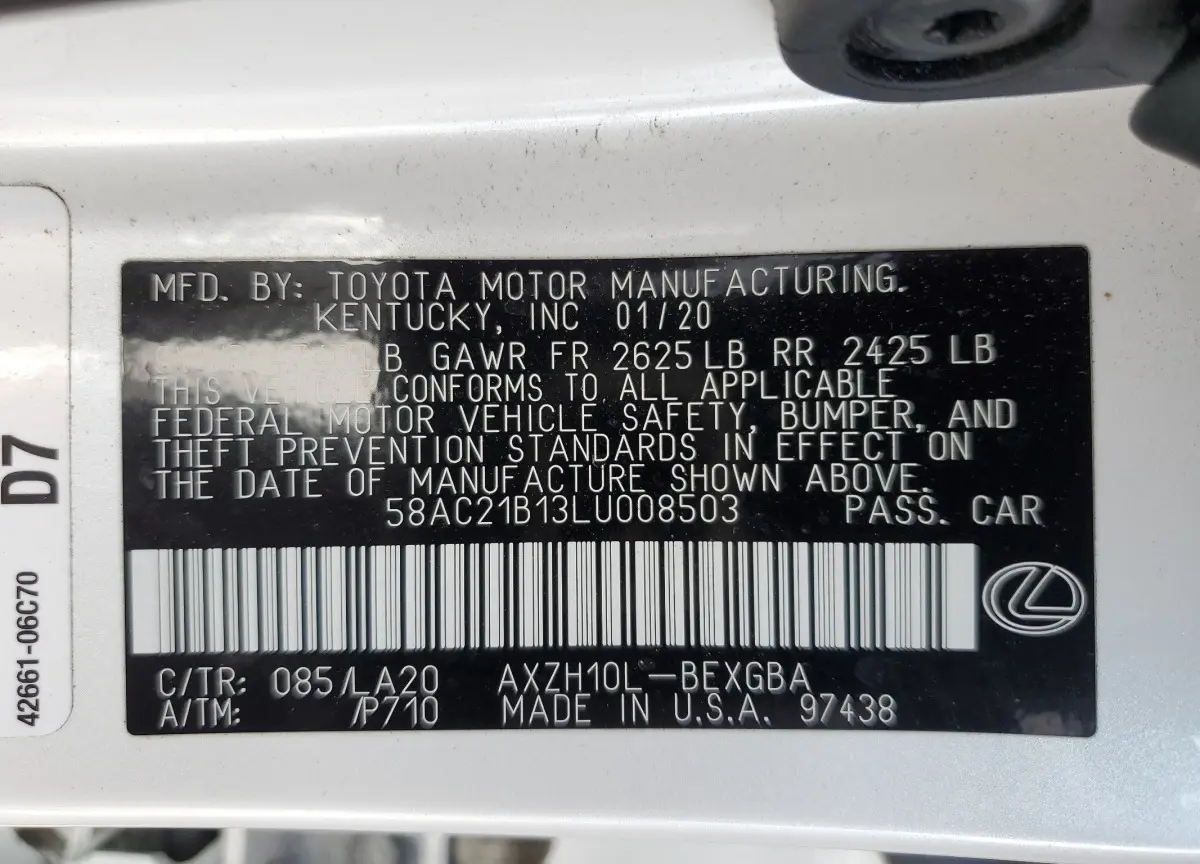 MFD. BY: TOYOTA MOTOR MANUFACTURING.
KENTUCKY, INC 01/20
LB GAWR FR 2625 LB RR 2425 LB
THIS VEHICLE CONFORMS TO ALL APPLICABLE
FEDERAL MOTOR VEHICLE SAFETY, BUMPER, AND
THEFT PREVENTION STANDARDS IN EFFECT ON
THE DATE OF MANUFACTURE SHOWN ABOVE.
58AC21B13LU008503 PASS. CAR
C/TR: 085/LA20 AXZH10L-BEXGBA
A/TM: /P710 MADE IN U.S.A. 97438
D7
42661-06C70